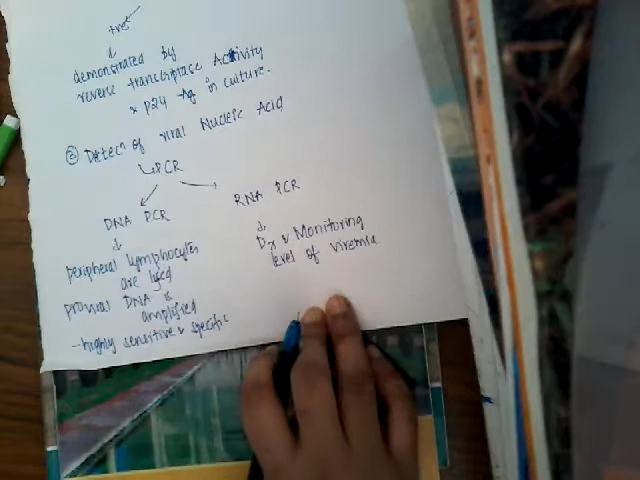 +ve
demonstrated by
reverse transcriptase Activity
& P24 Ag in culture.
② Detecn of viral Nucleic Acid
PCR
DNA PCR
RNA PCR
peripheral lymphocytes
are lysed
proviral DNA is
amplified
- highly sensitive & specific
Dx & Monitoring
level of viremia